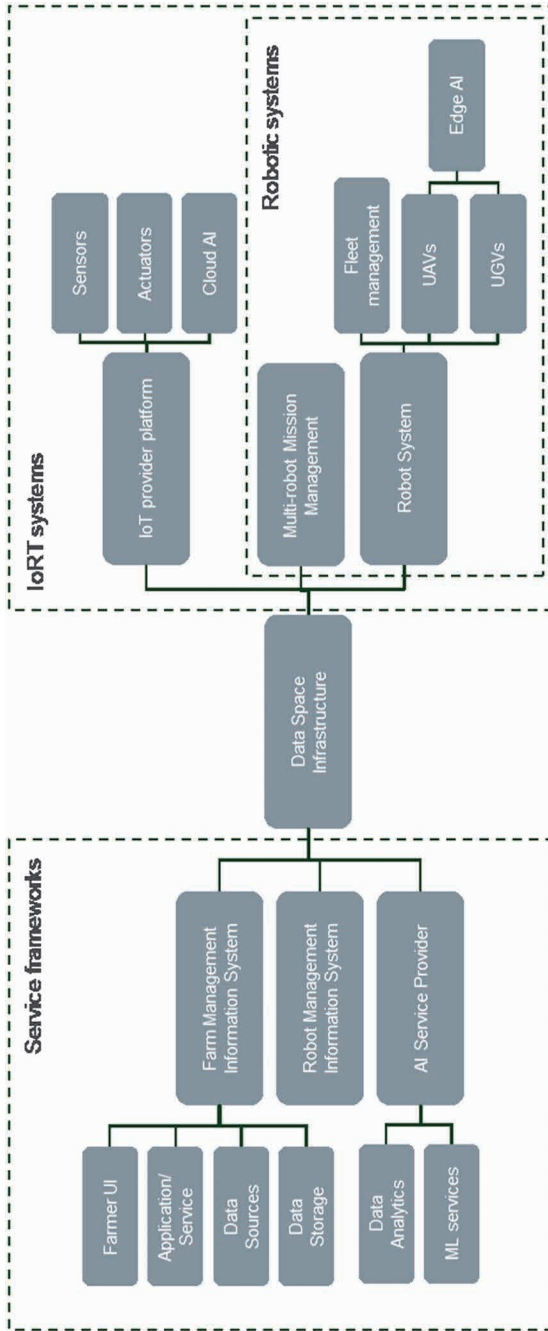 Service frameworks
Farmer UI
Application/
Service
Data
Sources
Data
Storage
Farm Management
Information System
Robot Management
Information System
Data
Analytics
ML services
AI Service Provider
Data Space
Infrastructure
IoRT systems
IoT provider platform
Sensors
Actuators
Cloud AI
Robotic systems
Multi-robot Mission
Management
Robot System
Fleet
management
UAVs
UGVs
Edge AI